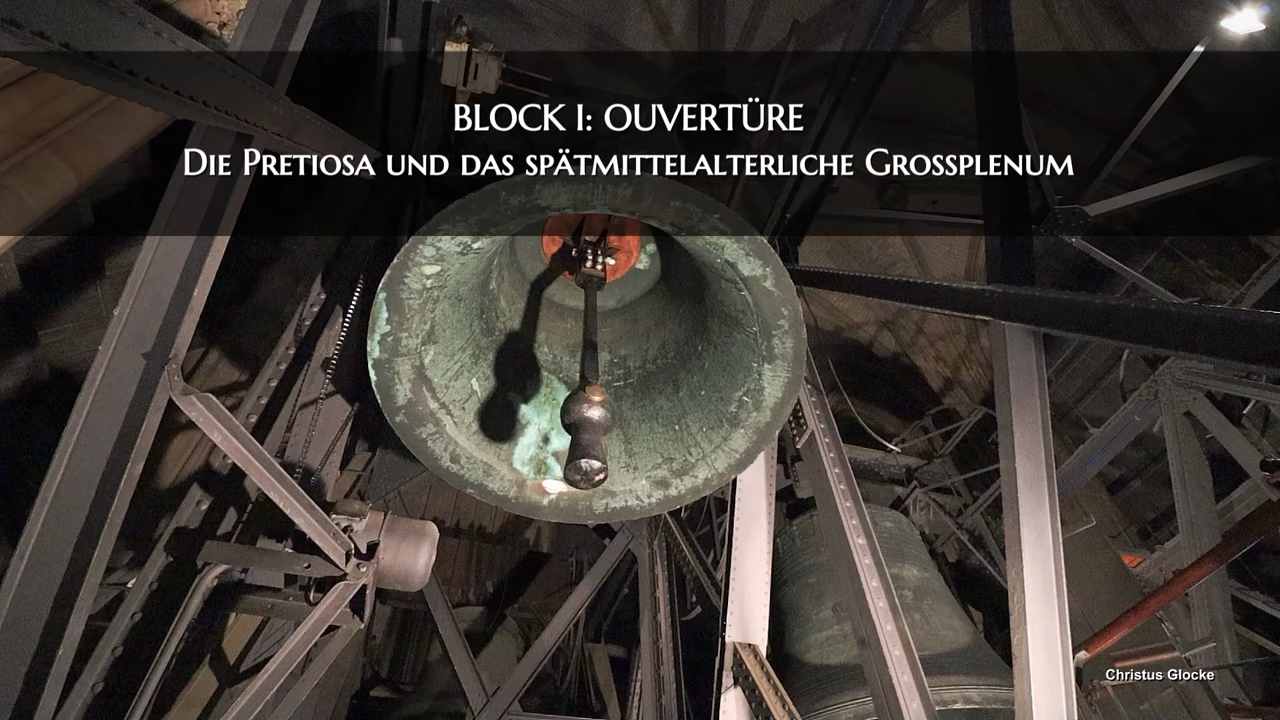 BLOCK I: OUVERTÜRE
DIE PRETIOSA UND DAS SPÄTMITTELALTERLICHE GROSSPLENUM
Christus Glocke